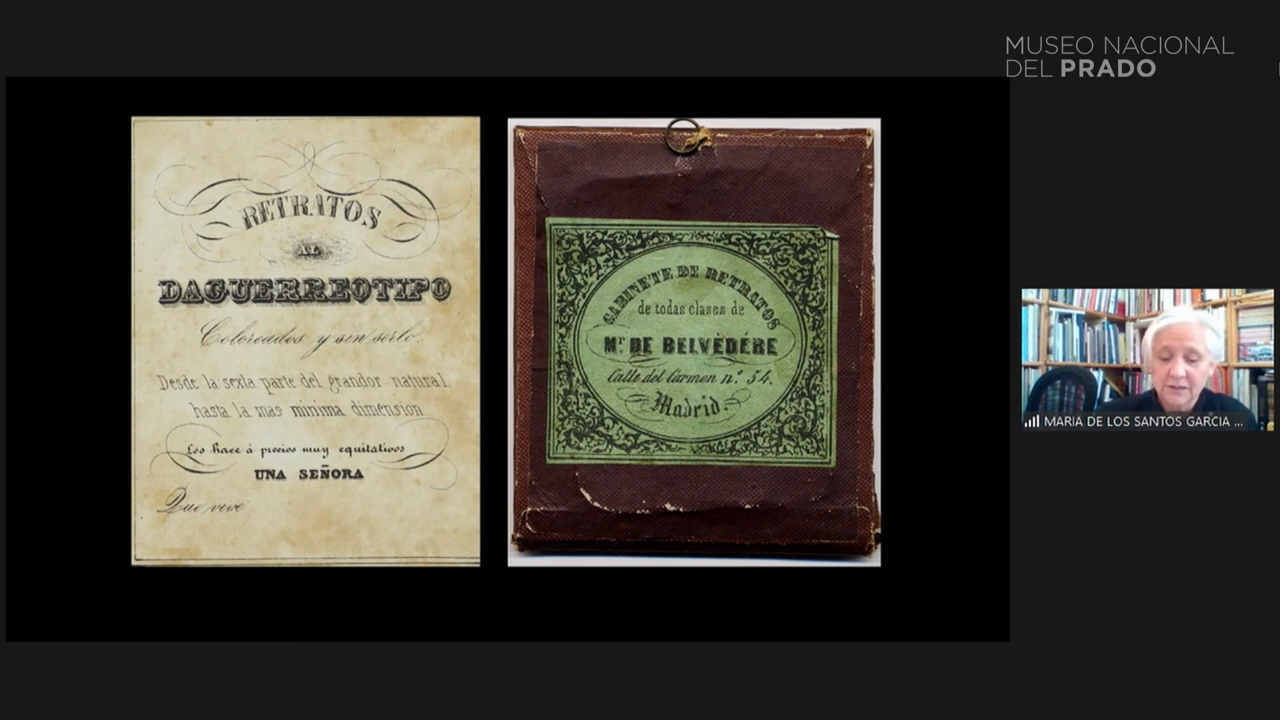 MUSEO NACIONAL
DEL PRADO
RETRATOS
AL
DAGUERREOTIPO
Coloreados y sin serlo.
Desde la sexta parte del grandor natural
hasta la mas minima dimension
Los hace á precios muy equitativos
UNA SEÑORA
Que vive
GABINETE DE RETRATOS
de todas clases de
Mr. DE BELVÉDÉRE
Calle del Carmen n.º 54.
Madrid.
MARIA DE LOS SANTOS GARCIA ...